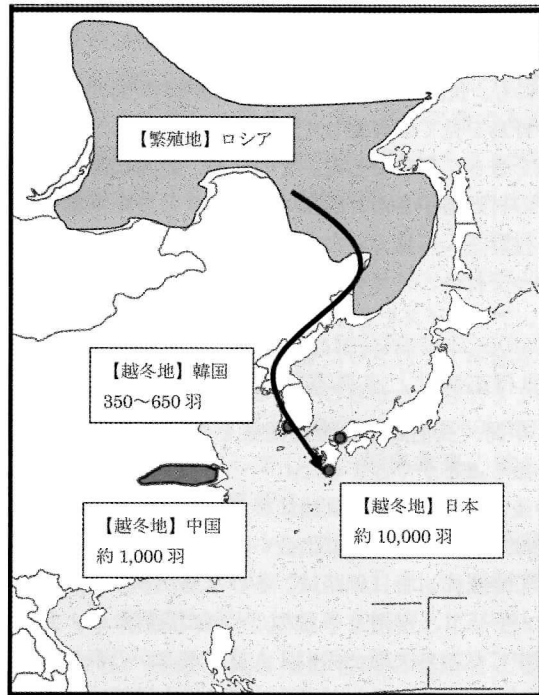 【繁殖地】ロシア
【越冬地】韓国
350～650 羽
【越冬地】中国
約 1,000 羽
【越冬地】日本
約 10,000 羽